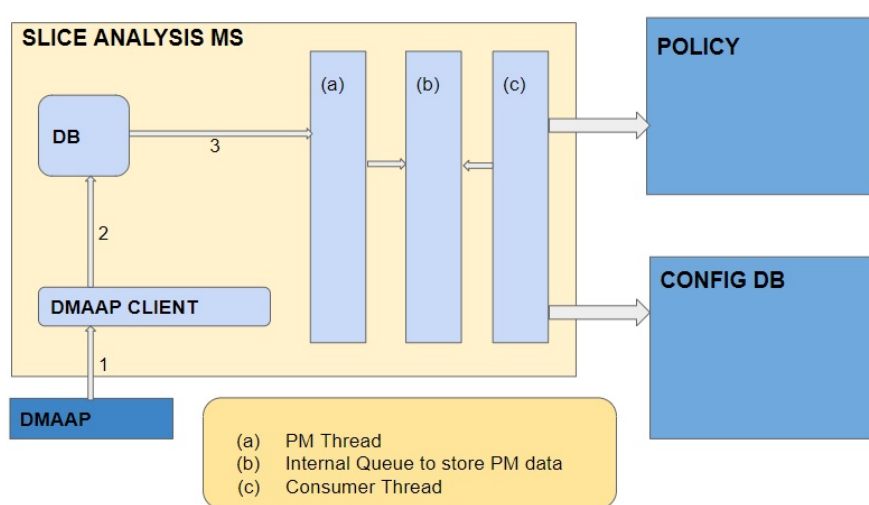 SLICE ANALYSIS MS
POLICY
(a)
(b)
(c)
DB
3
2
DMAAP CLIENT
CONFIG DB
1
DMAAP
(a) PM Thread
(b) Internal Queue to store PM data
(c) Consumer Thread